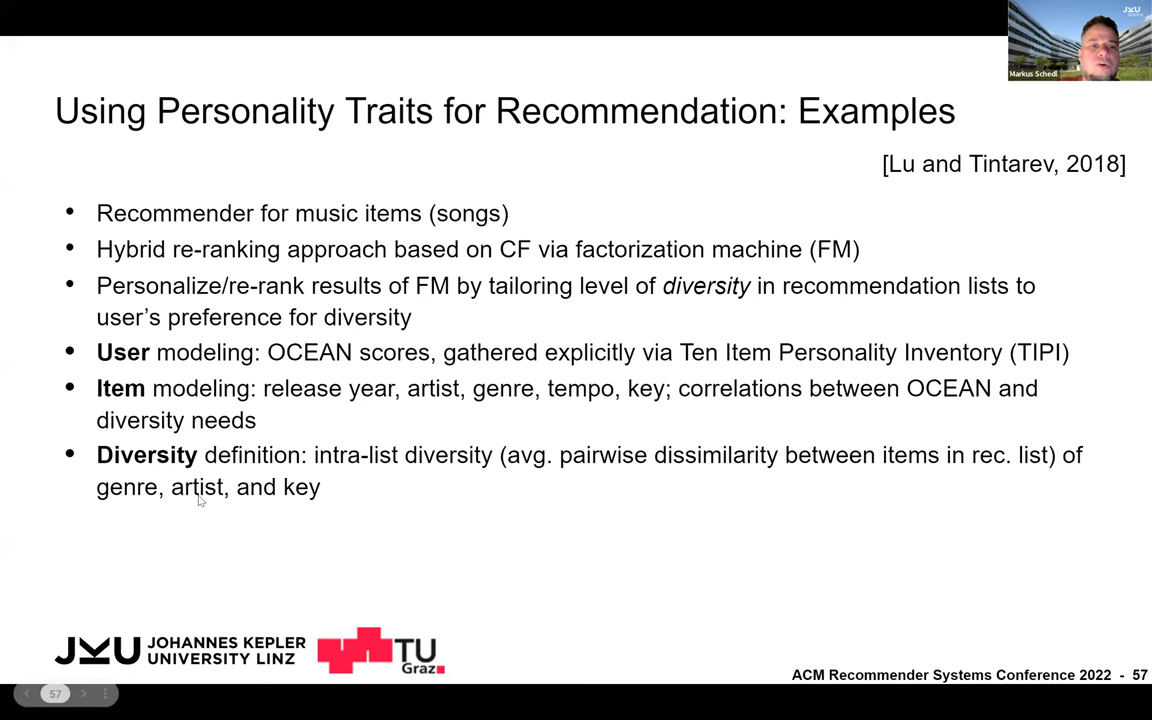 JKU
Markus Schedl
Using Personality Traits for Recommendation: Examples
[Lu and Tintarev, 2018]
• Recommender for music items (songs)
• Hybrid re-ranking approach based on CF via factorization machine (FM)
• Personalize/re-rank results of FM by tailoring level of diversity in recommendation lists to
user's preference for diversity
• User modeling: OCEAN scores, gathered explicitly via Ten Item Personality Inventory (TIPI)
• Item modeling: release year, artist, genre, tempo, key; correlations between OCEAN and
diversity needs
• Diversity definition: intra-list diversity (avg. pairwise dissimilarity between items in rec. list) of
genre, artist, and key
JKU JOHANNES KEPLER
UNIVERSITY LINZ
TU
Graz
ACM Recommender Systems Conference 2022 - 57
57